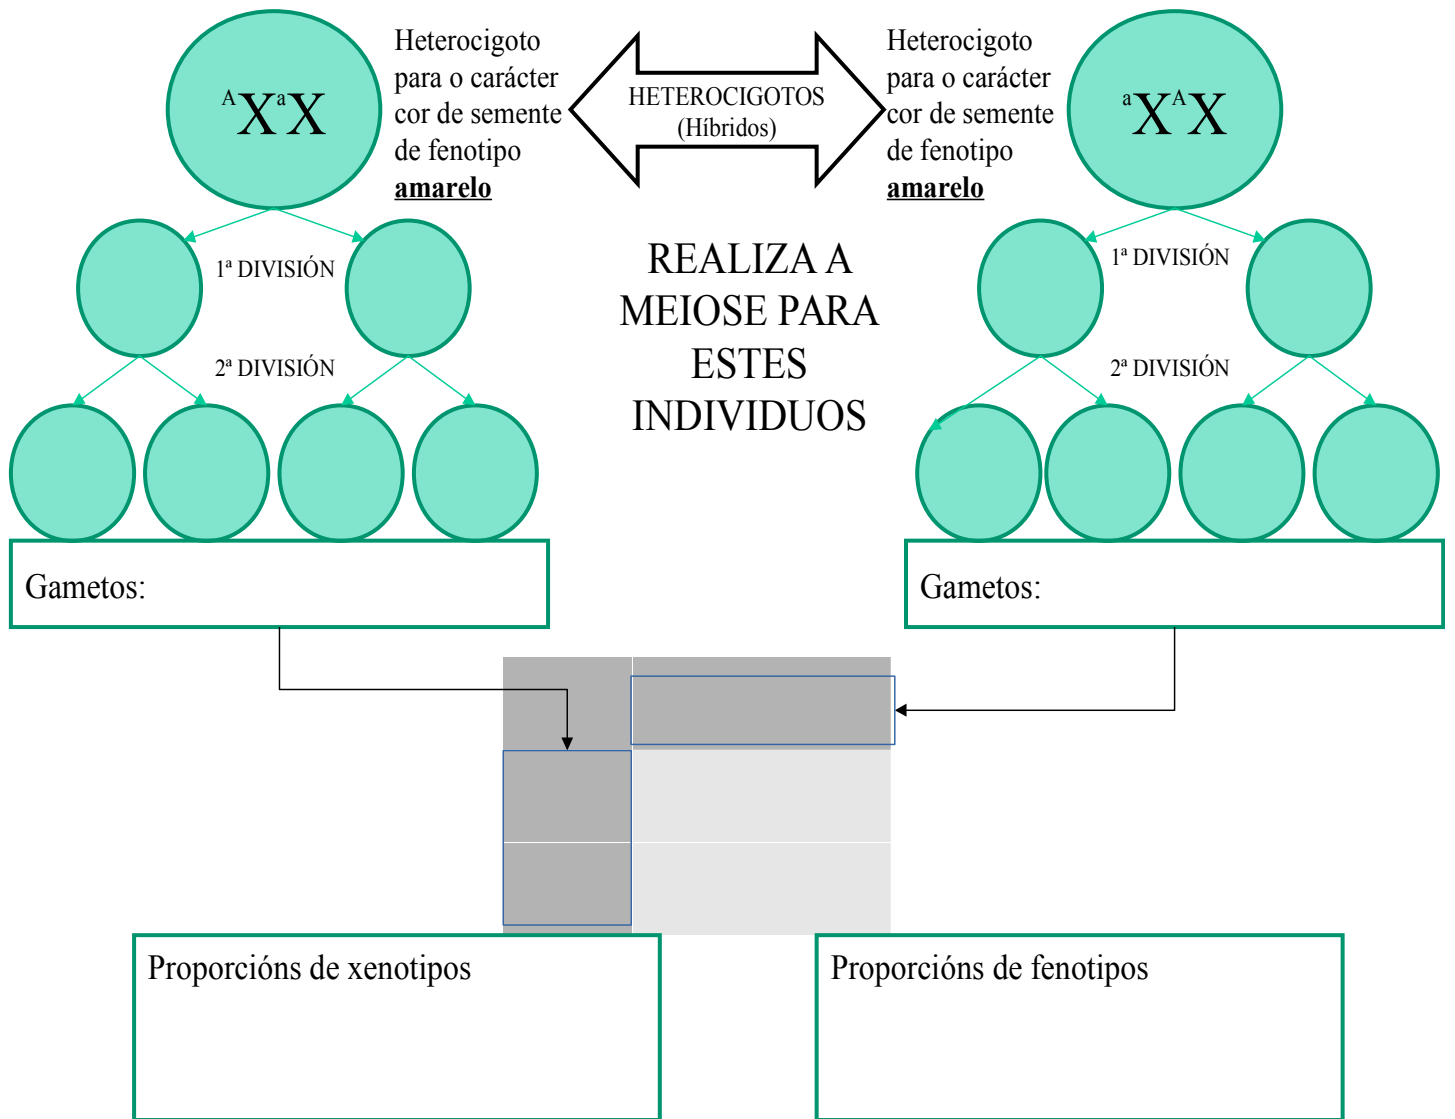 Heterocigoto
para o carácter
cor de semente
de fenotipo
amarelo
HETEROCIGOTOS
(Híbridos)
Heterocigoto
para o carácter
cor de semente
de fenotipo
amarelo
AXaX
aXAX
1ª DIVISIÓN
1ª DIVISIÓN
REALIZA A
MEIOSE PARA
ESTES
INDIVIDUOS
2ª DIVISIÓN
2ª DIVISIÓN
Gametos:
Gametos:
Proporcións de xenotipos
Proporcións de fenotipos